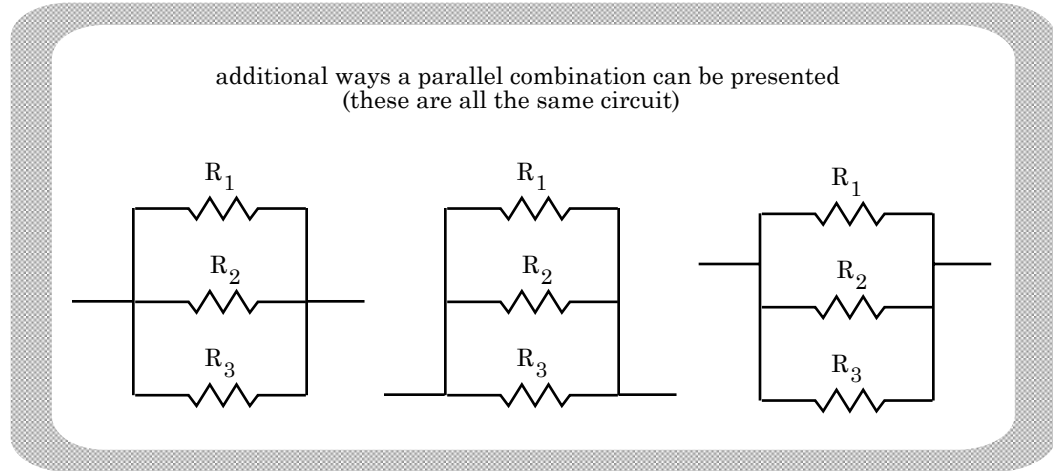 additional ways a parallel combination can be presented
(these are all the same circuit)
R1
R2
R3
R1
R2
R3
R1
R2
R3